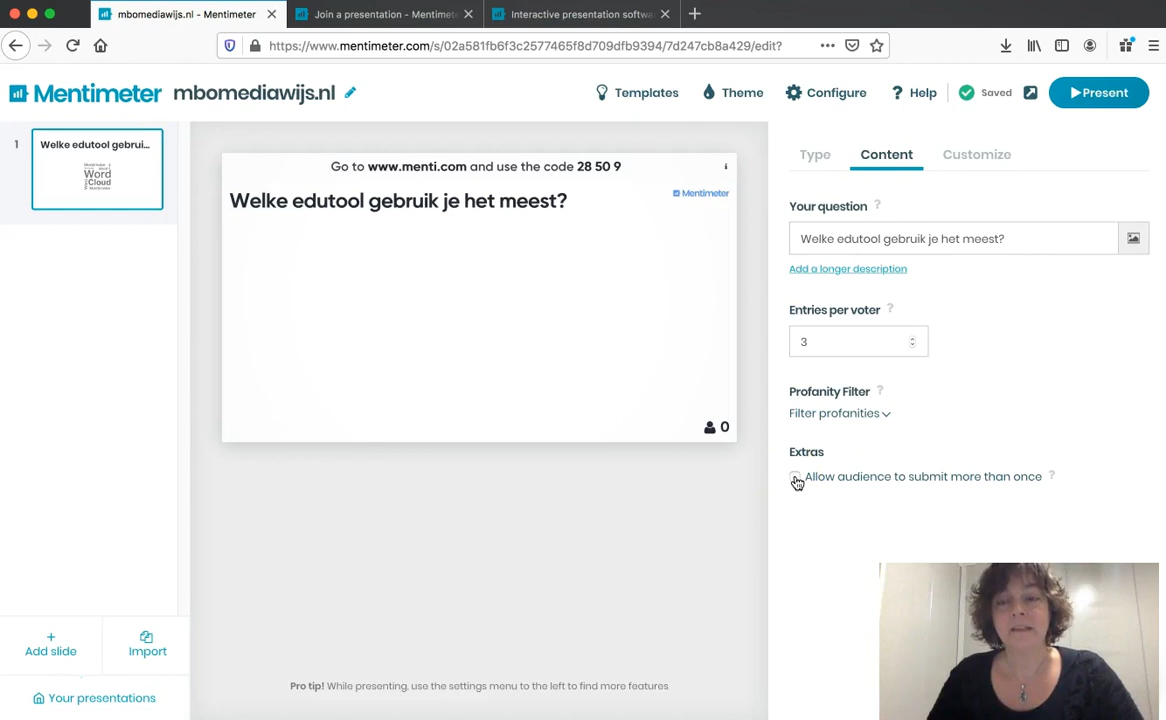 mbomediawijs.nl - Mentimeter
Join a presentation - Mentimete
Interactive presentation softwa
https://www.mentimeter.com/s/02a581fb6f3c2577465f8d709dfb9394/7d247cb8a429/edit?
Mentimeter mbomediawijs.nl
Templates
Theme
Configure
? Help
Saved
Present
1
Welke edutool gebrui...
Word
Cloud
Go to www.menti.com and use the code 28 50 9
Welke edutool gebruik je het meest?
Mentimeter
0
Pro tip! While presenting, use the settings menu to the left to find more features
Type
Content
Customize
Your question ?
Welke edutool gebruik je het meest?
Add a longer description
Entries per voter ?
3
Profanity Filter ?
Filter profanities
Extras
Allow audience to submit more than once ?
+
Add slide
Import
Your presentations